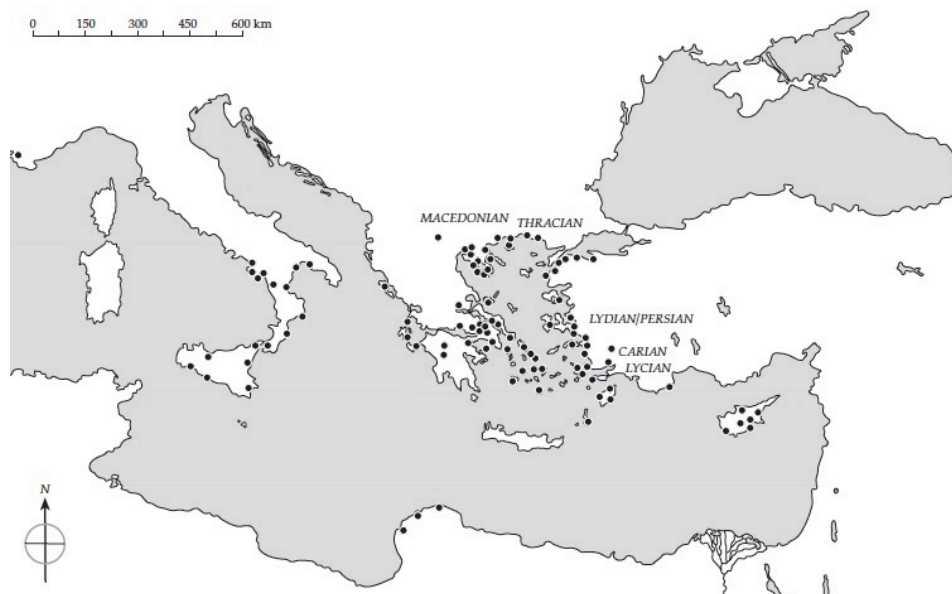 0 150 300 450 600 km
MACEDONIAN THRACIAN
LYDIAN/PERSIAN
CARIAN
LYCIAN
N